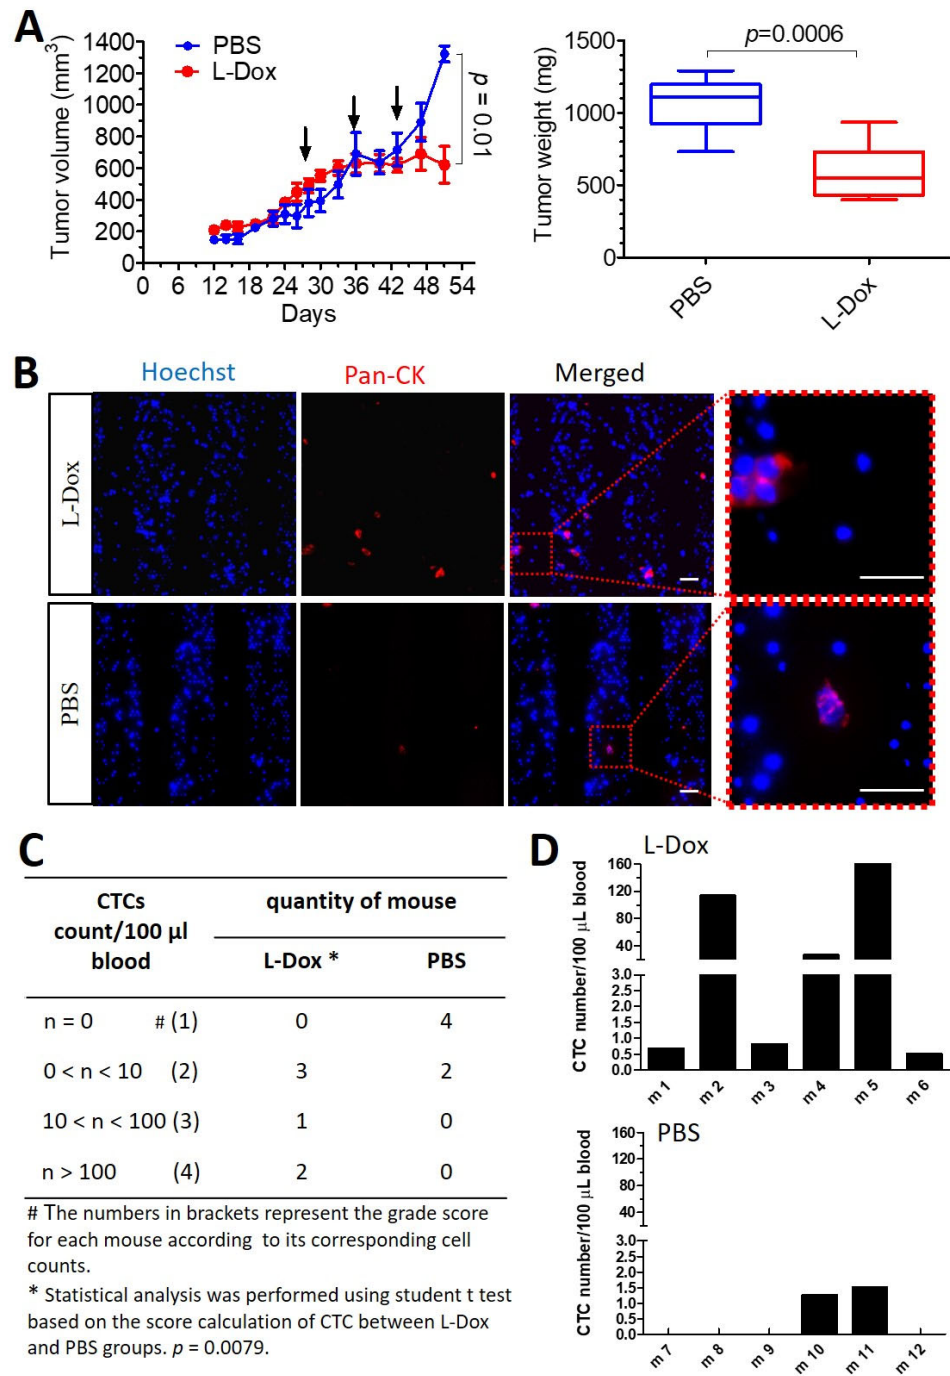 A
Tumor volume (mm³)
1400
1200
1000
800
600
400
200
0
PBS
L-Dox
p = 0.01
0 6 12 18 24 30 36 42 48 54
Days
Tumor weight (mg)
1500
1000
500
0
p=0.0006
PBS
L-Dox
B
Hoechst Pan-CK Merged
L-Dox
PBS
C
CTCs
count/100 µl
blood
quantity of mouse
L-Dox * PBS
n = 0 # (1) 0 4
0 < n < 10 (2) 3 2
10 < n < 100 (3) 1 0
n > 100 (4) 2 0
# The numbers in brackets represent the grade score
for each mouse according to its corresponding cell
counts.
* Statistical analysis was performed using student t test
based on the score calculation of CTC between L-Dox
and PBS groups. p = 0.0079.
D
L-Dox
CTC number/100 µL blood
160
120
80
40
3.0
2.5
2.0
1.5
1.0
0.5
0.0
m 1 m 2 m 3 m 4 m 5 m 6
PBS
CTC number/100 µL blood
160
120
80
40
3.0
2.5
2.0
1.5
1.0
0.5
0.0
m 7 m 8 m 9 m 10 m 11 m 12